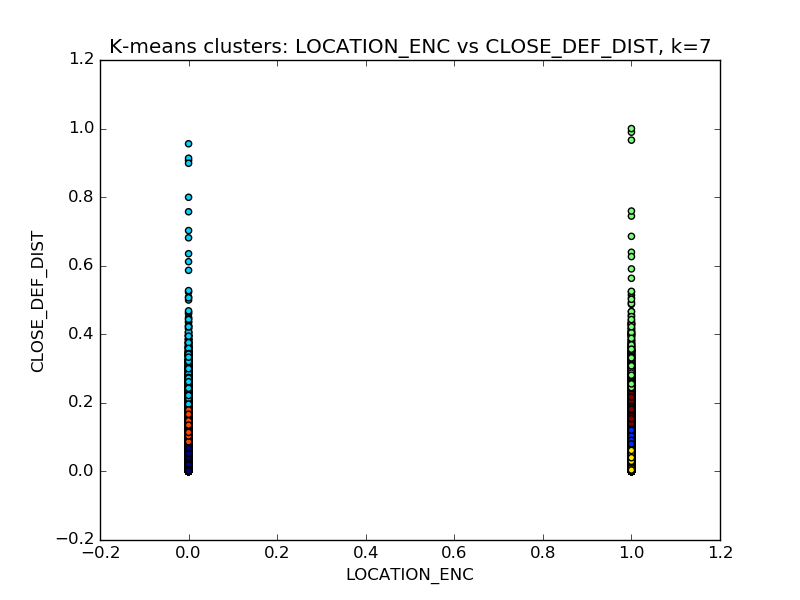 K-means clusters: LOCATION_ENC vs CLOSE_DEF_DIST, k=7
1.2
1.0
0.8
0.6
0.4
0.2
0.0
−0.2
CLOSE_DEF_DIST
−0.2 0.0 0.2 0.4 0.6 0.8 1.0 1.2
LOCATION_ENC